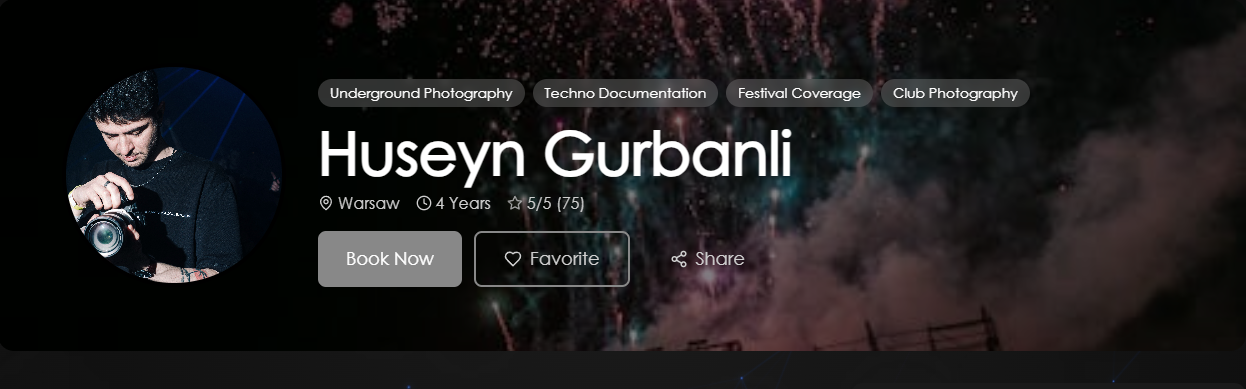 Underground Photography Techno Documentation Festival Coverage Club Photography
Huseyn Gurbanli
Warsaw 4 Years 5/5 (75)
Book Now Favorite Share